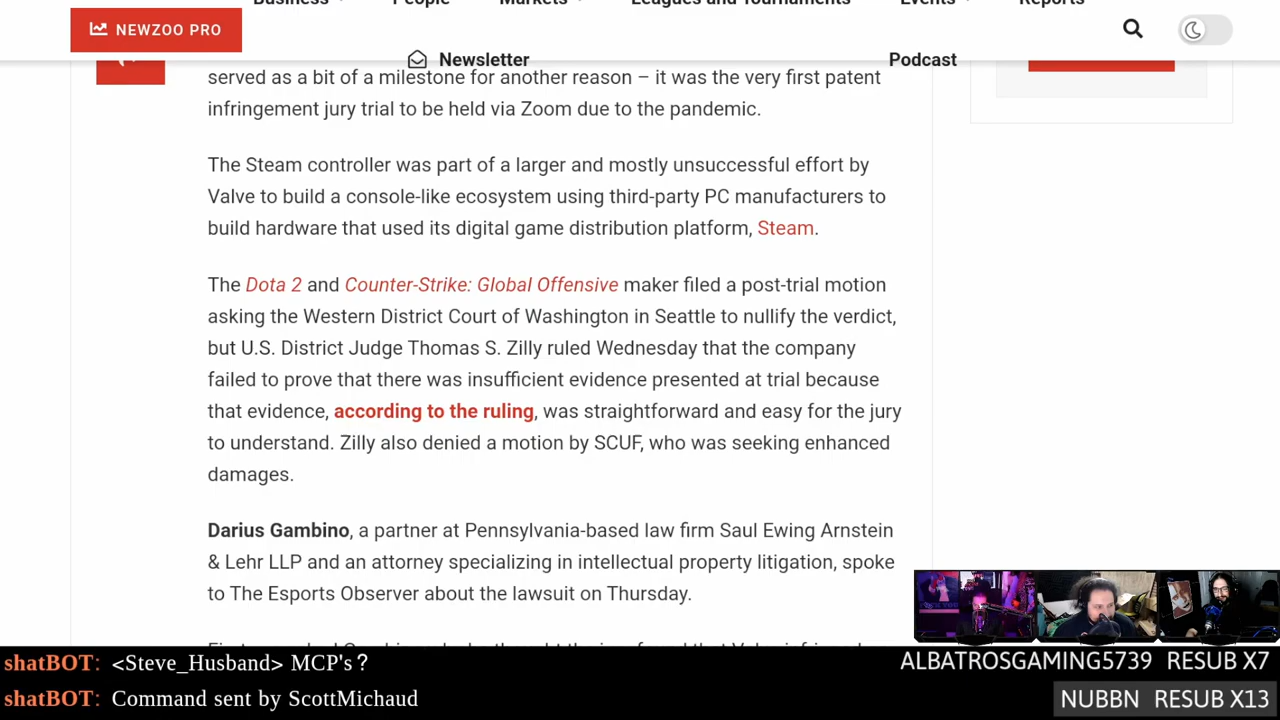 Business People Markets Leagues and Tournaments Events Reports
NEWZOO PRO
Newsletter Podcast
served as a bit of a milestone for another reason – it was the very first patent
infringement jury trial to be held via Zoom due to the pandemic.
The Steam controller was part of a larger and mostly unsuccessful effort by
Valve to build a console-like ecosystem using third-party PC manufacturers to
build hardware that used its digital game distribution platform, Steam.
The Dota 2 and Counter-Strike: Global Offensive maker filed a post-trial motion
asking the Western District Court of Washington in Seattle to nullify the verdict,
but U.S. District Judge Thomas S. Zilly ruled Wednesday that the company
failed to prove that there was insufficient evidence presented at trial because
that evidence, according to the ruling, was straightforward and easy for the jury
to understand. Zilly also denied a motion by SCUF, who was seeking enhanced
damages.
Darius Gambino, a partner at Pennsylvania-based law firm Saul Ewing Arnstein
& Lehr LLP and an attorney specializing in intellectual property litigation, spoke
to The Esports Observer about the lawsuit on Thursday.
shatBOT: <Steve_Husband> MCP's?
ALBATROSGAMING5739 RESUB X7
shatBOT: Command sent by ScottMichaud
NUBBN RESUB X13